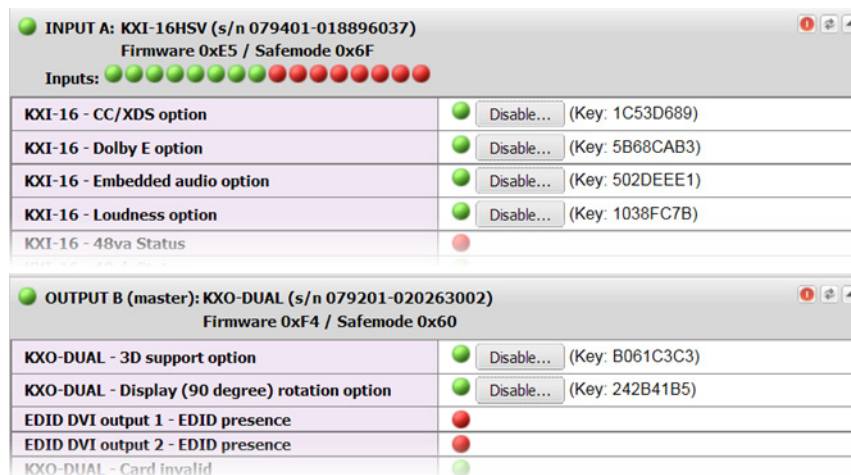 INPUT A: KXI-16HSV (s/n 079401-018896037)
Firmware 0xE5 / Safemode 0x6F
Inputs:
KXI-16 - CC/XDS option Disable... (Key: 1C53D689)
KXI-16 - Dolby E option Disable... (Key: 5B68CAB3)
KXI-16 - Embedded audio option Disable... (Key: 502DEEE1)
KXI-16 - Loudness option Disable... (Key: 1038FC7B)
KXI-16 - 48va Status
OUTPUT B (master): KXO-DUAL (s/n 079201-020263002)
Firmware 0xF4 / Safemode 0x60
KXO-DUAL - 3D support option Disable... (Key: B061C3C3)
KXO-DUAL - Display (90 degree) rotation option Disable... (Key: 242B41B5)
EDID DVI output 1 - EDID presence
EDID DVI output 2 - EDID presence
KXO-DUAL - Card invalid